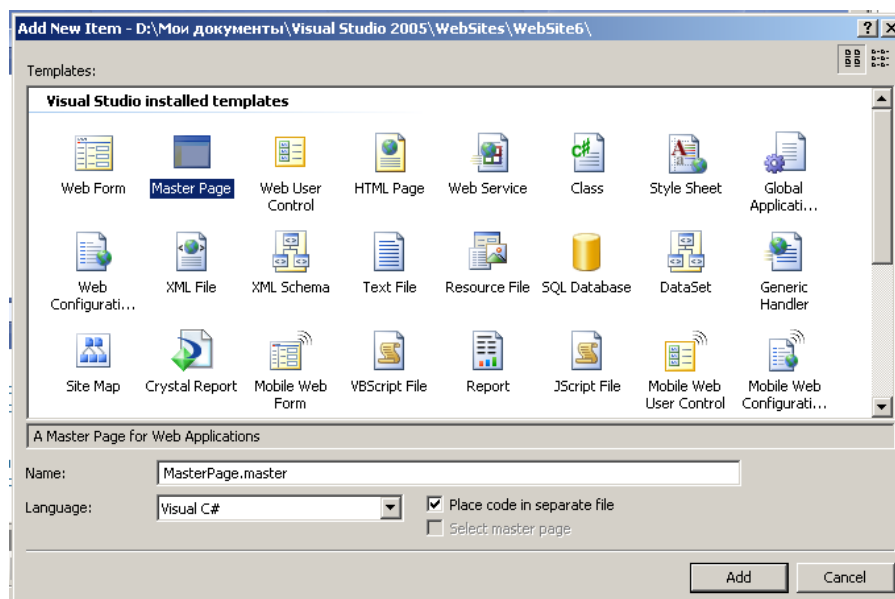 Add New Item - D:\Мои документы\Visual Studio 2005\WebSites\WebSite6\
Templates:
Visual Studio installed templates
Web Form
Master Page
Web User
Control
HTML Page
Web Service
Class
Style Sheet
Global
Applicati...
Web
Configurati...
XML File
XML Schema
Text File
Resource File
SQL Database
DataSet
Generic
Handler
Site Map
Crystal Report
Mobile Web
Form
VBScript File
Report
JScript File
Mobile Web
User Control
Mobile Web
Configurati...
A Master Page for Web Applications
Name:
MasterPage.master
Language:
Visual C#
Place code in separate file
Select master page
Add
Cancel